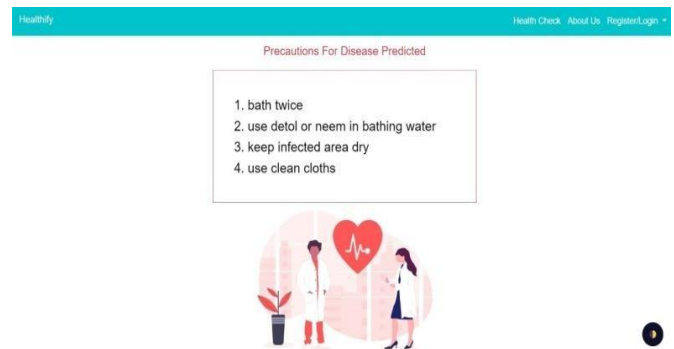 Healthify
Health Check About Us Register/Login
Precautions For Disease Predicted
1. bath twice
2. use detol or neem in bathing water
3. keep infected area dry
4. use clean cloths